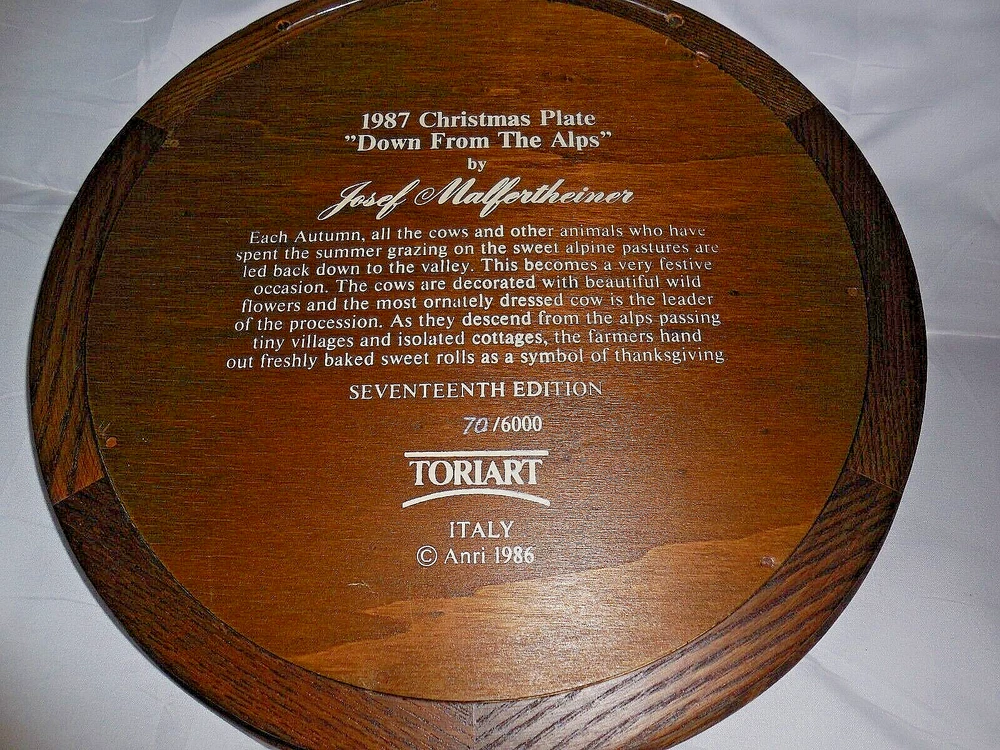 1987 Christmas Plate
"Down From The Alps"
by
Josef Malfertheiner
Each Autumn, all the cows and other animals who have
spent the summer grazing on the sweet alpine pastures are
led back down to the valley. This becomes a very festive
occasion. The cows are decorated with beautiful wild
flowers and the most ornately dressed cow is the leader
of the procession. As they descend from the alps passing
tiny villages and isolated cottages, the farmers hand
out freshly baked sweet rolls as a symbol of thanksgiving
SEVENTEENTH EDITION
70/6000
TORIART
ITALY
© Anri 1986